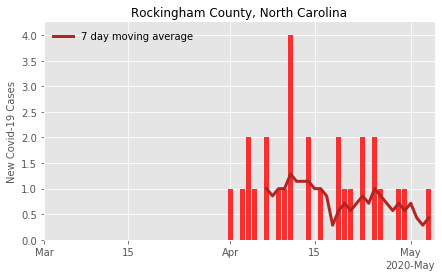 Rockingham County, North Carolina
7 day moving average
New Covid-19 Cases
4.0
3.5
3.0
2.5
2.0
1.5
1.0
0.5
0.0
Mar 15 Apr 15 May
2020-May